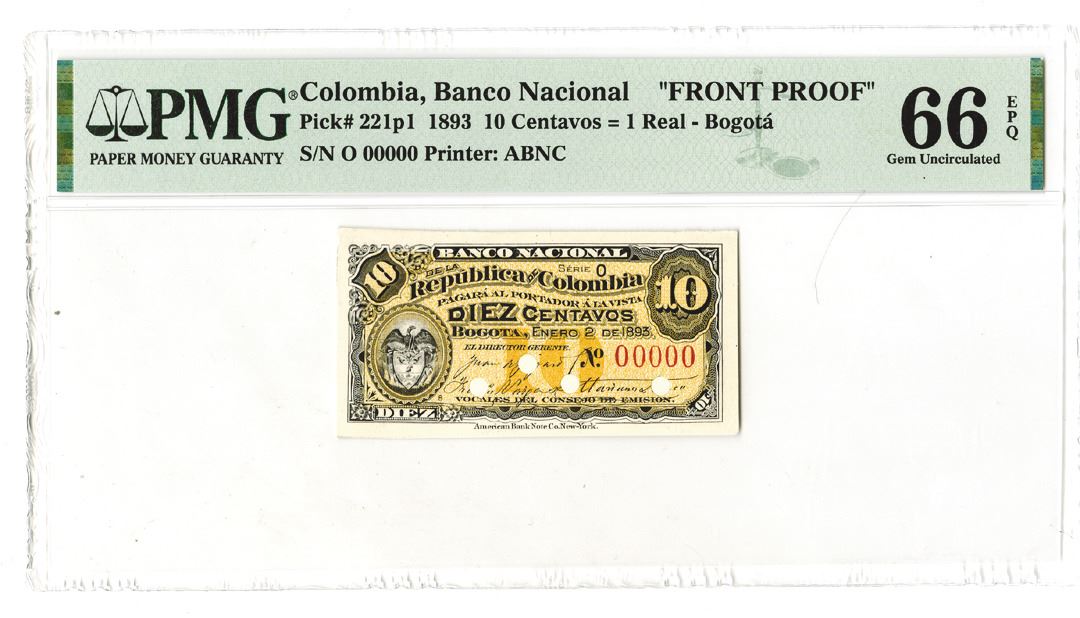 PMG®
PAPER MONEY GUARANTY
Colombia, Banco Nacional "FRONT PROOF"
Pick# 221p1 1893 10 Centavos = 1 Real - Bogotá
S/N O 00000 Printer: ABNC
66 EPQ
Gem Uncirculated
BANCO NACIONAL
10
DE LA
SÉRIE O
República de Colombia
10
PAGARÁ AL PORTADOR Á LA VISTA
DIEZ CENTAVOS
BOGOTA, ENERO 2 DE 1893,
EL DIRECTOR GERENTE.
Nº 00000
B
VOCALES DEL CONSEJO DE EMISIÓN.
DIEZ
10
American Bank Note Co. New-York.